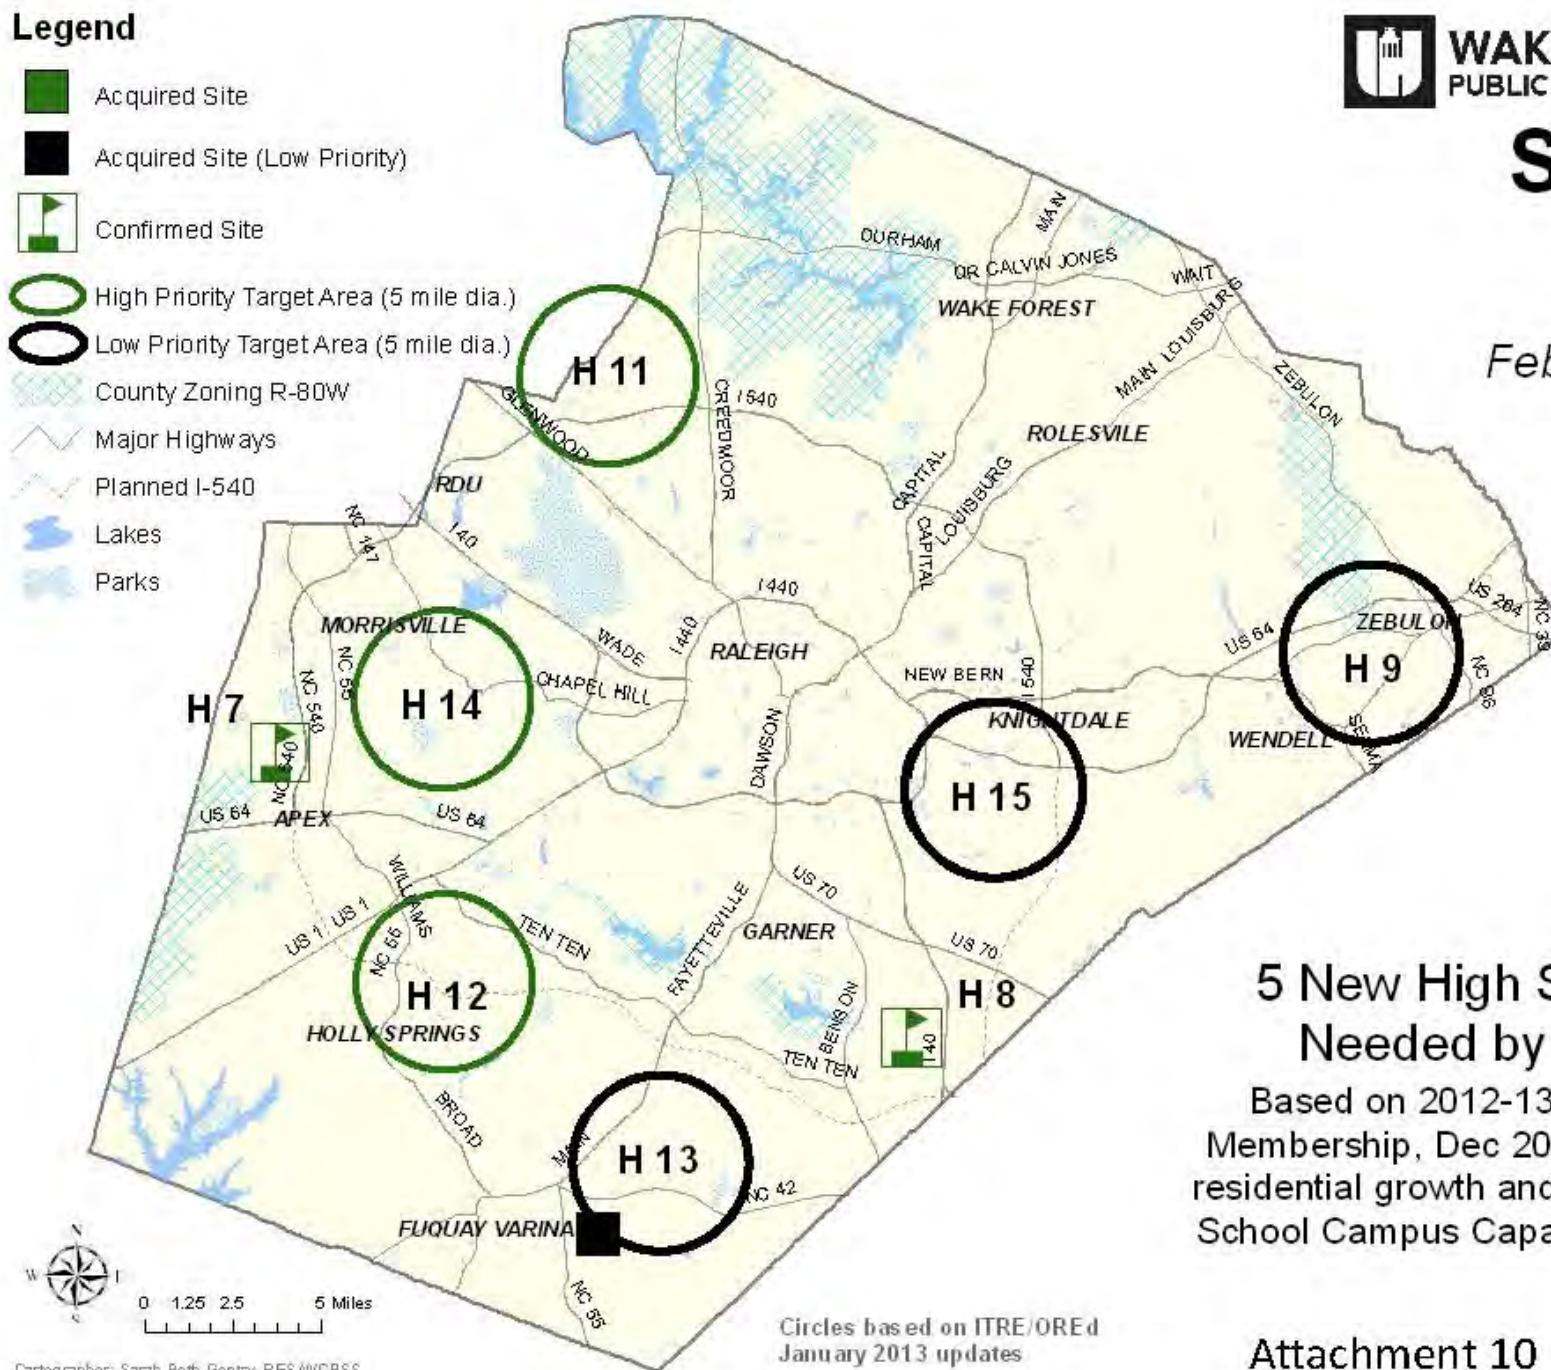 Legend
Acquired Site
Acquired Site (Low Priority)
Confirmed Site
High Priority Target Area (5 mile dia.)
Low Priority Target Area (5 mile dia.)
County Zoning R-80W
Major Highways
Planned I-540
Lakes
Parks
WAK
PUBLIC
S
Feb
MAIN
DURHAM
DR CALVIN JONES
WAIT
WAKE FOREST
MAIN LOUISBURG
H 11
ZEBULON
GLENWOOD
CREEDMOOR
I 540
ROLESVILE
CAPITAL
LOUISBURG
CAPITAL
RDU
NC 147
I 40
I 440
US 264
NC 39
MORRISVILLE
WADE
I 440
RALEIGH
US 64
ZEBULON
H 9
NC 96
NC 55
NC 540
CHAPEL HILL
NEW BERN
I 540
H 7
H 14
KNIGHTDALE
WENDELL
SELMA
DAWSON
NC 540
H 15
US 64
APEX
US 64
WILLIAMS
US 70
FAYETTEVILLE
GARNER
US 1
US 1
NC 55
TEN TEN
US 70
H 12
H 8
HOLLY SPRINGS
BENSON
I 40
TEN TEN
BROAD
MAIN
H 13
NC 42
FUQUAY VARINA
NC 55
5 New High S
Needed by
Based on 2012-13
Membership, Dec 20
residential growth and
School Campus Capa
N
W
E
S
0 1.25 2.5 5 Miles
Circles based on ITRE/OREd
January 2013 updates
Attachment 10